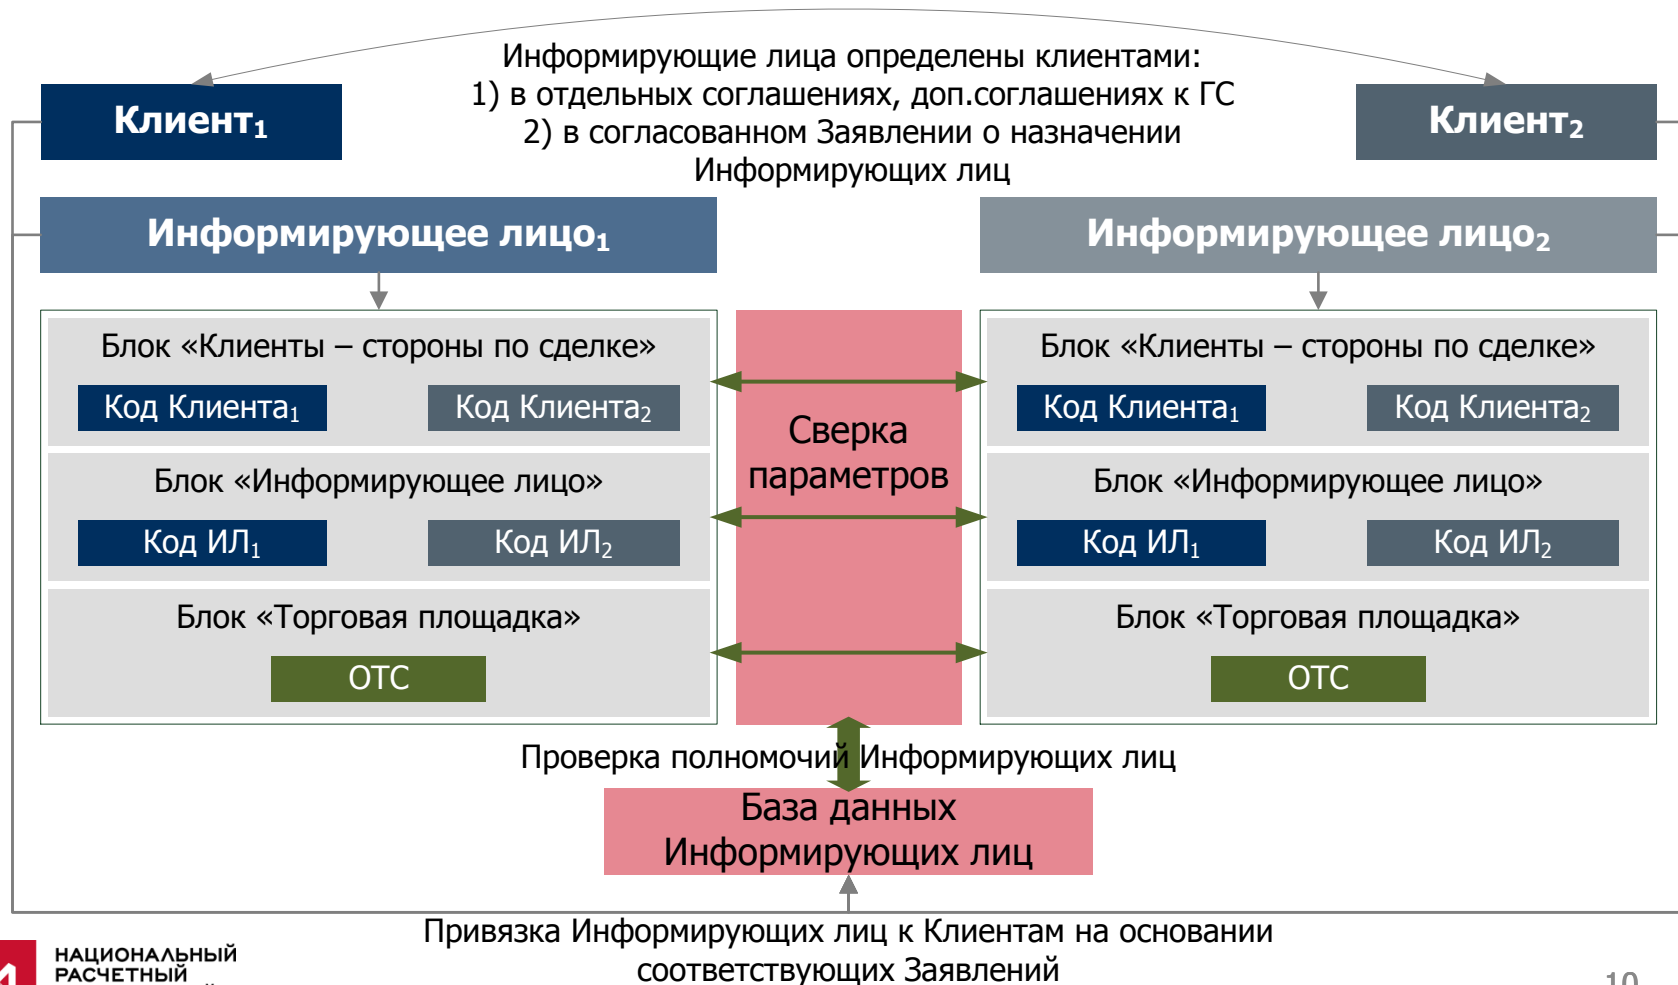 Информирующие лица определены клиентами:
1) в отдельных соглашениях, доп.соглашениях к ГС
2) в согласованном Заявлении о назначении
Информирующих лиц
Клиент₁
Клиент₂
Информирующее лицо₁
Информирующее лицо₂
Блок «Клиенты – стороны по сделке»
Код Клиента₁
Код Клиента₂
Блок «Информирующее лицо»
Код ИЛ₁
Код ИЛ₂
Блок «Торговая площадка»
ОТС
Сверка
параметров
Блок «Клиенты – стороны по сделке»
Код Клиента₁
Код Клиента₂
Блок «Информирующее лицо»
Код ИЛ₁
Код ИЛ₂
Блок «Торговая площадка»
ОТС
Проверка полномочий Информирующих лиц
База данных
Информирующих лиц
Привязка Информирующих лиц к Клиентам на основании
соответствующих Заявлений
НАЦИОНАЛЬНЫЙ
РАСЧЕТНЫЙ
10